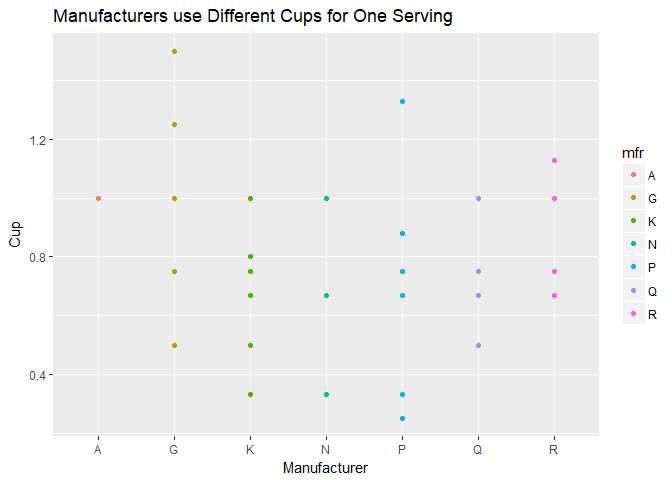 Manufacturers use Different Cups for One Serving
Cup
1.2
0.8
0.4
A G K N P Q R
Manufacturer
mfr
A
G
K
N
P
Q
R